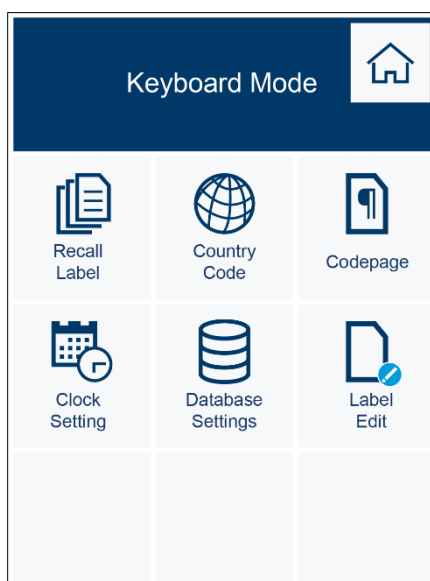 Keyboard Mode
Recall
Label
Country
Code
Codepage
Clock
Setting
Database
Settings
Label
Edit